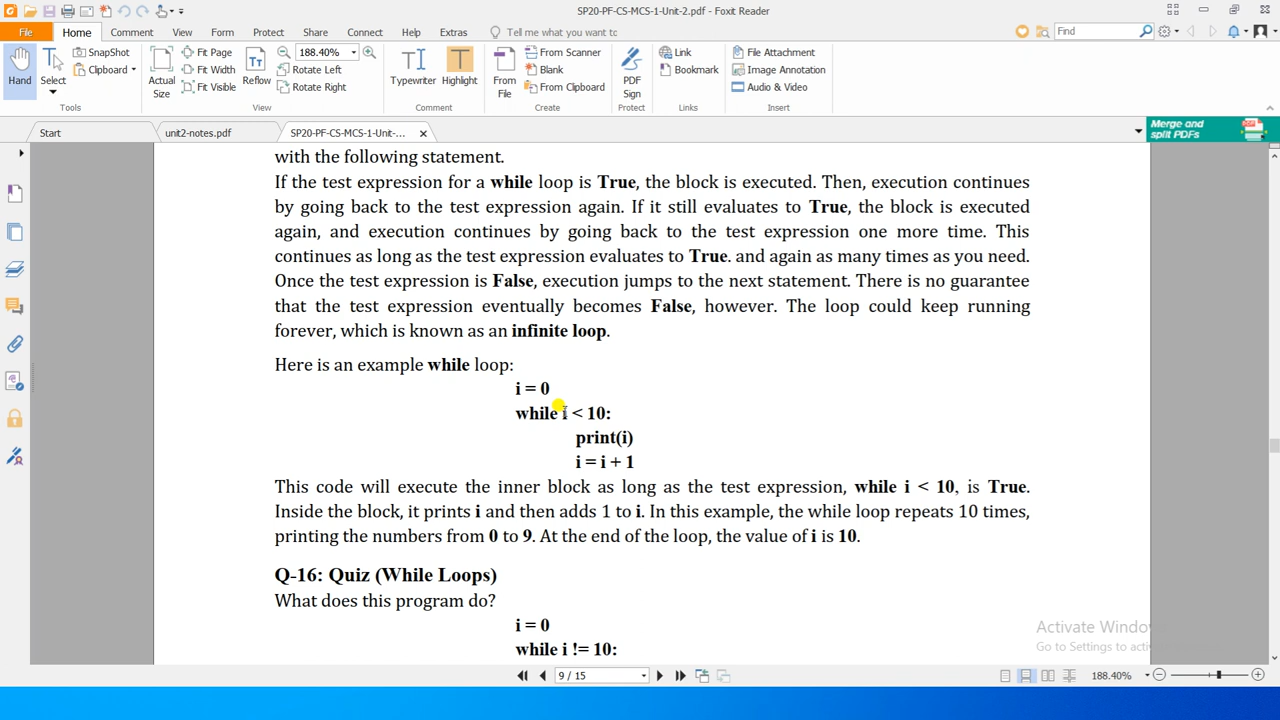 SP20-PF-CS-MCS-1-Unit-2.pdf - Foxit Reader
File Home Comment View Form Protect Share Connect Help Extras Tell me what you want to Find
Hand
Select
SnapShot
Clipboard
Tools
Actual Size
Fit Page
Fit Width
Fit Visible
Reflow
188.40%
Rotate Left
Rotate Right
View
Typewriter Highlight
Comment
From File
From Scanner
Blank
From Clipboard
Create
PDF Sign
Protect
Link
Bookmark
Links
File Attachment
Image Annotation
Audio & Video
Insert
Start unit2-notes.pdf SP20-PF-CS-MCS-1-Unit-...
Merge and
split PDFs
with the following statement.
If the test expression for a while loop is True, the block is executed. Then, execution continues
by going back to the test expression again. If it still evaluates to True, the block is executed
again, and execution continues by going back to the test expression one more time. This
continues as long as the test expression evaluates to True. and again as many times as you need.
Once the test expression is False, execution jumps to the next statement. There is no guarantee
that the test expression eventually becomes False, however. The loop could keep running
forever, which is known as an infinite loop.
Here is an example while loop:
i = 0
while i < 10:
print(i)
i = i + 1
This code will execute the inner block as long as the test expression, while i < 10, is True.
Inside the block, it prints i and then adds 1 to i. In this example, the while loop repeats 10 times,
printing the numbers from 0 to 9. At the end of the loop, the value of i is 10.
Q-16: Quiz (While Loops)
What does this program do?
i = 0
while i != 10:
Activate Windo
Go to Settings to acti
9 / 15
188.40%